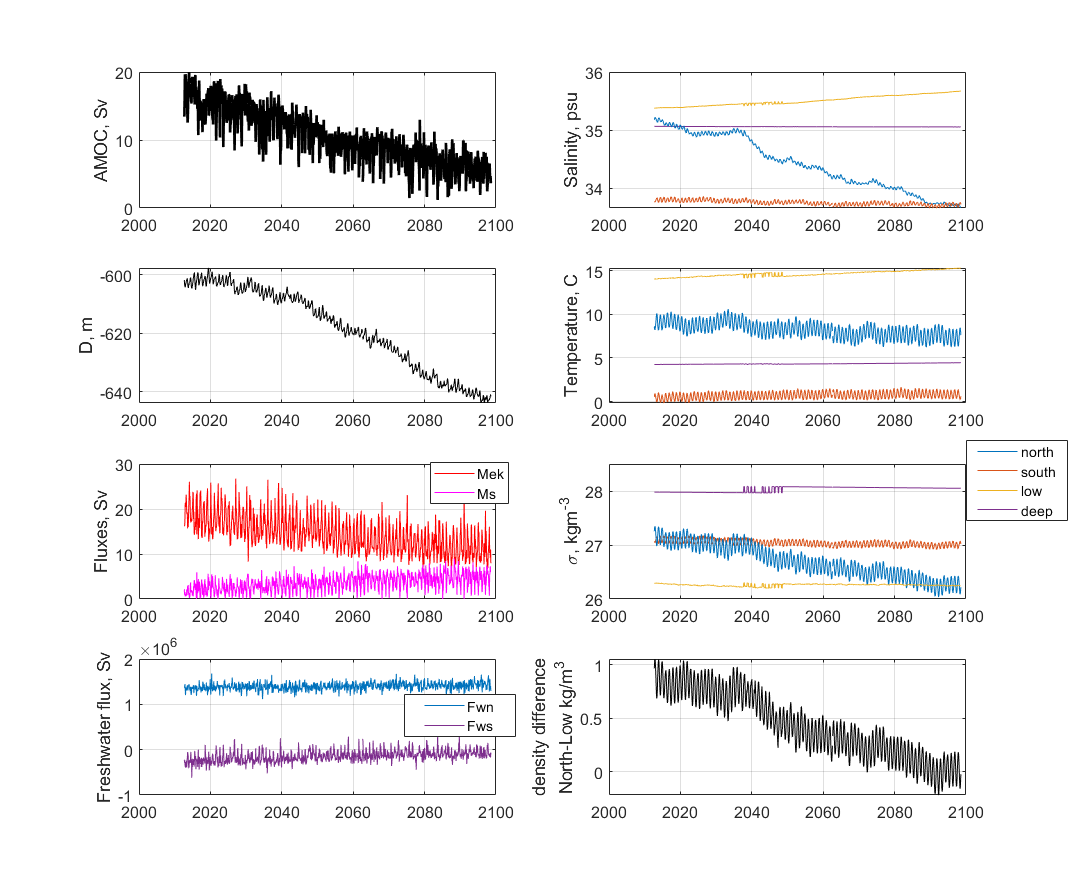 20
10
0
AMOC, Sv
2000 2020 2040 2060 2080 2100
36
35
34
Salinity, psu
2000 2020 2040 2060 2080 2100
-600
-620
-640
D, m
2000 2020 2040 2060 2080 2100
15
10
5
0
Temperature, C
2000 2020 2040 2060 2080 2100
30
20
10
0
Fluxes, Sv
Mek
Ms
2000 2020 2040 2060 2080 2100
28
27
26
σ, kgm-3
north
south
low
deep
2000 2020 2040 2060 2080 2100
×10^6
2
1
0
-1
Freshwater flux, Sv
Fwn
Fws
2000 2020 2040 2060 2080 2100
1
0.5
0
density difference
North-Low kg/m3
2000 2020 2040 2060 2080 2100